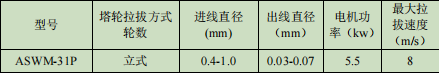 型号 塔轮拉拔方式 进线直径 出线直径 电机功 最大拉
轮数 (mm) （mm） 率（kw） 拔速度
(m/s)
ASWM-31P 立式 0.4-1.0 0.03-0.07 5.5 8